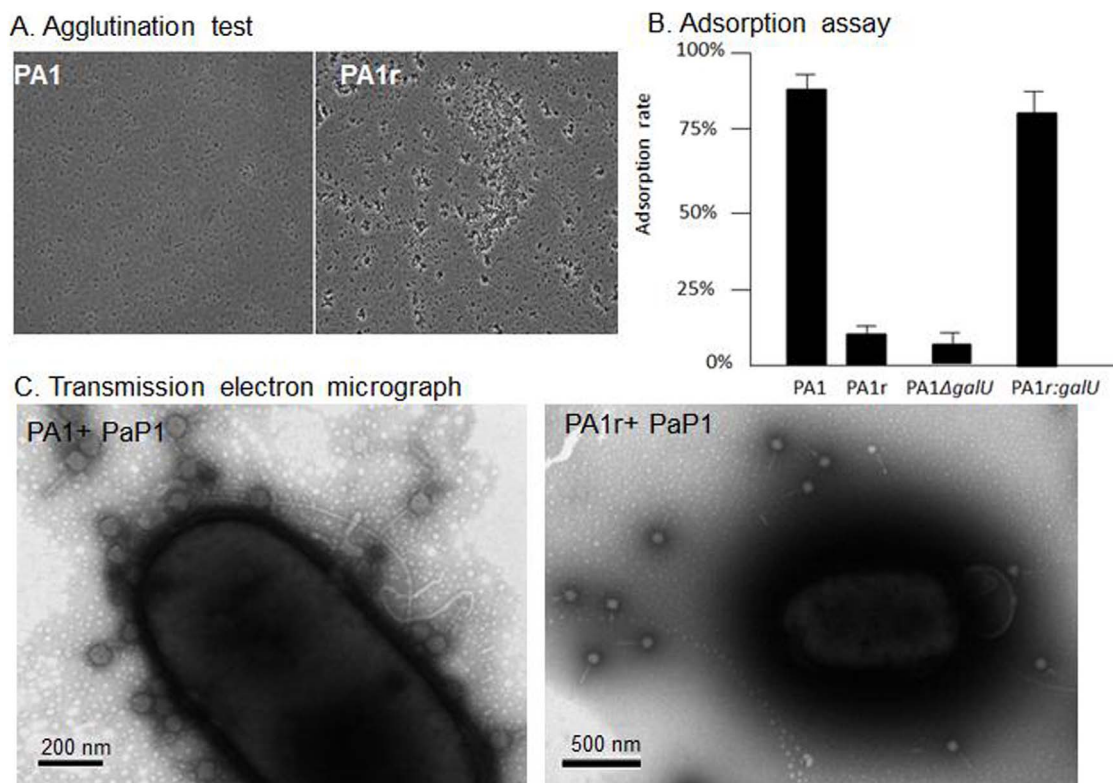 A. Agglutination test
PA1
PA1r
B. Adsorption assay
100%
75%
50%
25%
0%
Adsorption rate
PA1
PA1r
PA1ΔgalU
PA1r:galU
C. Transmission electron micrograph
PA1+ PaP1
200 nm
PA1r+ PaP1
500 nm